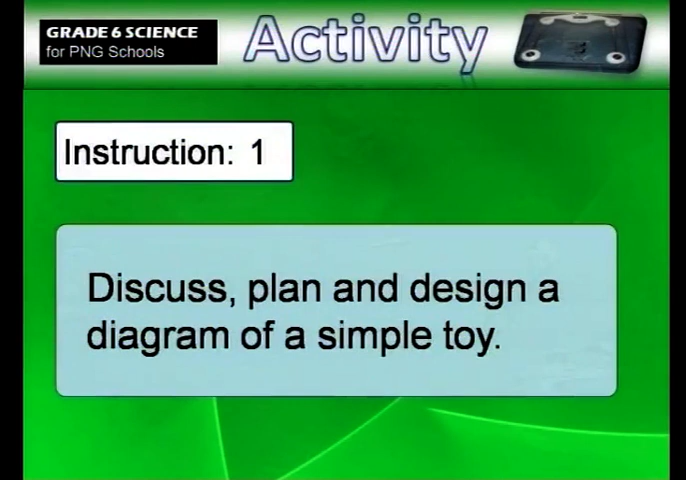 GRADE 6 SCIENCE
for PNG Schools
Activity
Instruction: 1
Discuss, plan and design a
diagram of a simple toy.